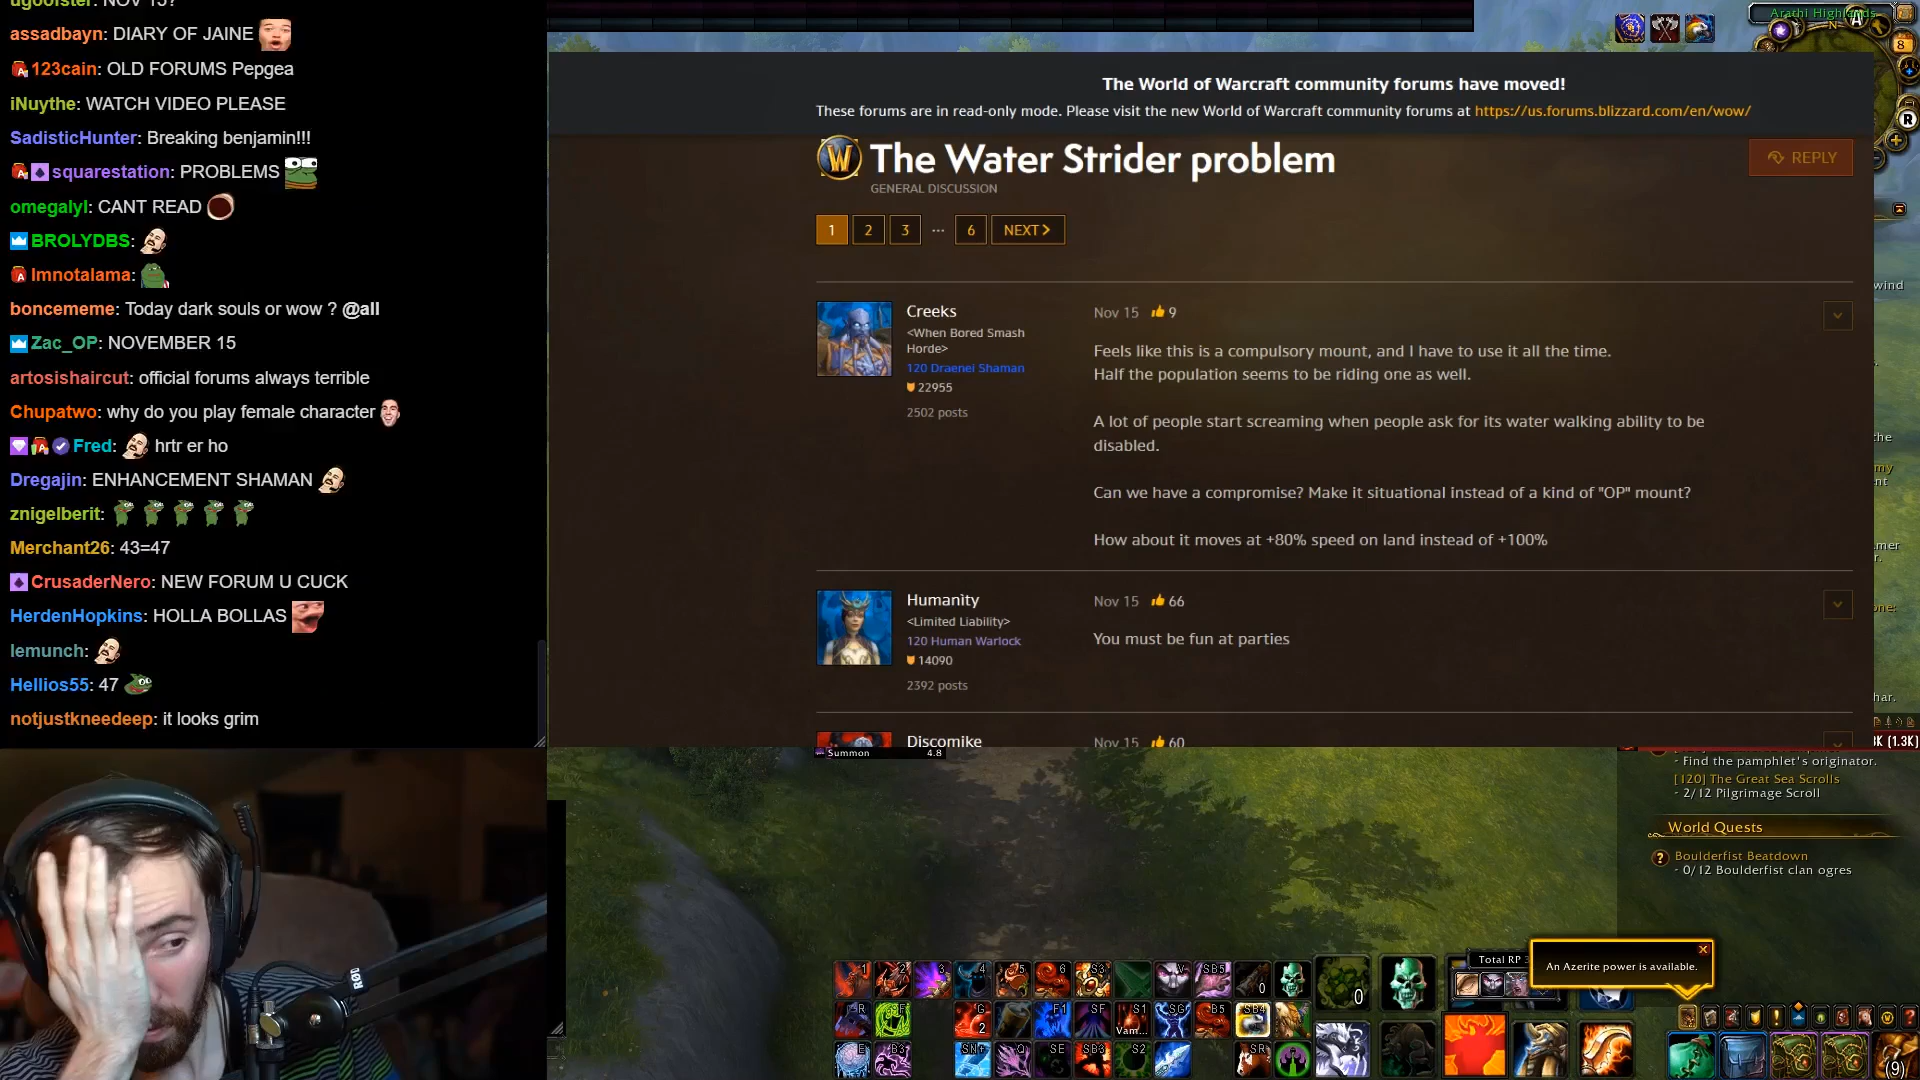 ugoofster: NOV 15?
assadbayn: DIARY OF JAINE
123cain: OLD FORUMS Pepgea
iNuythe: WATCH VIDEO PLEASE
SadisticHunter: Breaking benjamin!!!
squarestation: PROBLEMS
omegalyl: CANT READ
BROLYDBS:
Imnotalama:
boncememe: Today dark souls or wow ? @all
Zac_OP: NOVEMBER 15
artosishaircut: official forums always terrible
Chupatwo: why do you play female character
Fred: hrtr er ho
Dregajin: ENHANCEMENT SHAMAN
znigelberit:
Merchant26: 43=47
CrusaderNero: NEW FORUM U CUCK
HerdenHopkins: HOLLA BOLLAS
lemunch:
Hellios55: 47
notjustkneedeep: it looks grim
The World of Warcraft community forums have moved!
These forums are in read-only mode. Please visit the new World of Warcraft community forums at https://us.forums.blizzard.com/en/wow/
The Water Strider problem
GENERAL DISCUSSION
REPLY
1 2 3 ... 6 NEXT
Creeks
<When Bored Smash
Horde>
120 Draenei Shaman
22955
2502 posts
Nov 15 9
Feels like this is a compulsory mount, and I have to use it all the time.
Half the population seems to be riding one as well.
A lot of people start screaming when people ask for its water walking ability to be
disabled.
Can we have a compromise? Make it situational instead of a kind of "OP" mount?
How about it moves at +80% speed on land instead of +100%
Humanìty
<Limited Liability>
120 Human Warlock
14090
2392 posts
Nov 15 66
You must be fun at parties
Discomike
Nov 15 60
Summon 4.8
Arathi Highlands
8
- Find the pamphlet's originator.
[120] The Great Sea Scrolls
- 2/12 Pilgrimage Scroll
World Quests
Boulderfist Beatdown
- 0/12 Boulderfist clan ogres
An Azerite power is available.
Total RP
(9)